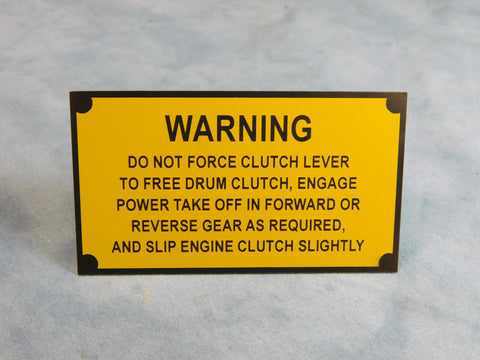 WARNING
DO NOT FORCE CLUTCH LEVER
TO FREE DRUM CLUTCH, ENGAGE
POWER TAKE OFF IN FORWARD OR
REVERSE GEAR AS REQUIRED,
AND SLIP ENGINE CLUTCH SLIGHTLY